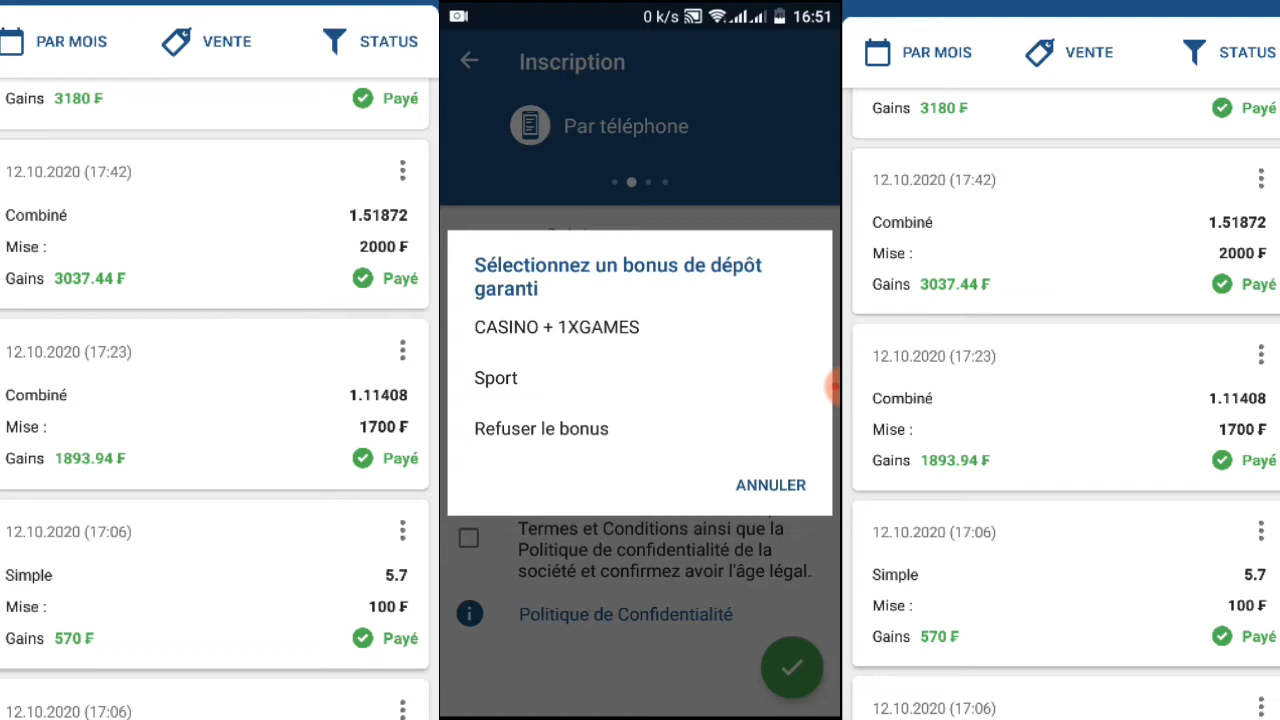 PAR MOIS VENTE STATUS
Gains 3180 ₣ Payé
12.10.2020 (17:42)
Combiné 1.51872
Mise : 2000 ₣
Gains 3037.44 ₣ Payé
12.10.2020 (17:23)
Combiné 1.11408
Mise : 1700 ₣
Gains 1893.94 ₣ Payé
12.10.2020 (17:06)
Simple 5.7
Mise : 100 ₣
Gains 570 ₣ Payé
12.10.2020 (17:06)
0 k/s 16:51
Inscription
Par téléphone
Sélectionnez un bonus de dépôt
garanti
CASINO + 1XGAMES
Sport
Refuser le bonus
ANNULER
Termes et Conditions ainsi que la
Politique de confidentialité de la
société et confirmez avoir l'âge légal.
Politique de Confidentialité
PAR MOIS VENTE STATUS
Gains 3180 ₣ Payé
12.10.2020 (17:42)
Combiné 1.51872
Mise : 2000 ₣
Gains 3037.44 ₣ Payé
12.10.2020 (17:23)
Combiné 1.11408
Mise : 1700 ₣
Gains 1893.94 ₣ Payé
12.10.2020 (17:06)
Simple 5.7
Mise : 100 ₣
Gains 570 ₣ Payé
12.10.2020 (17:06)